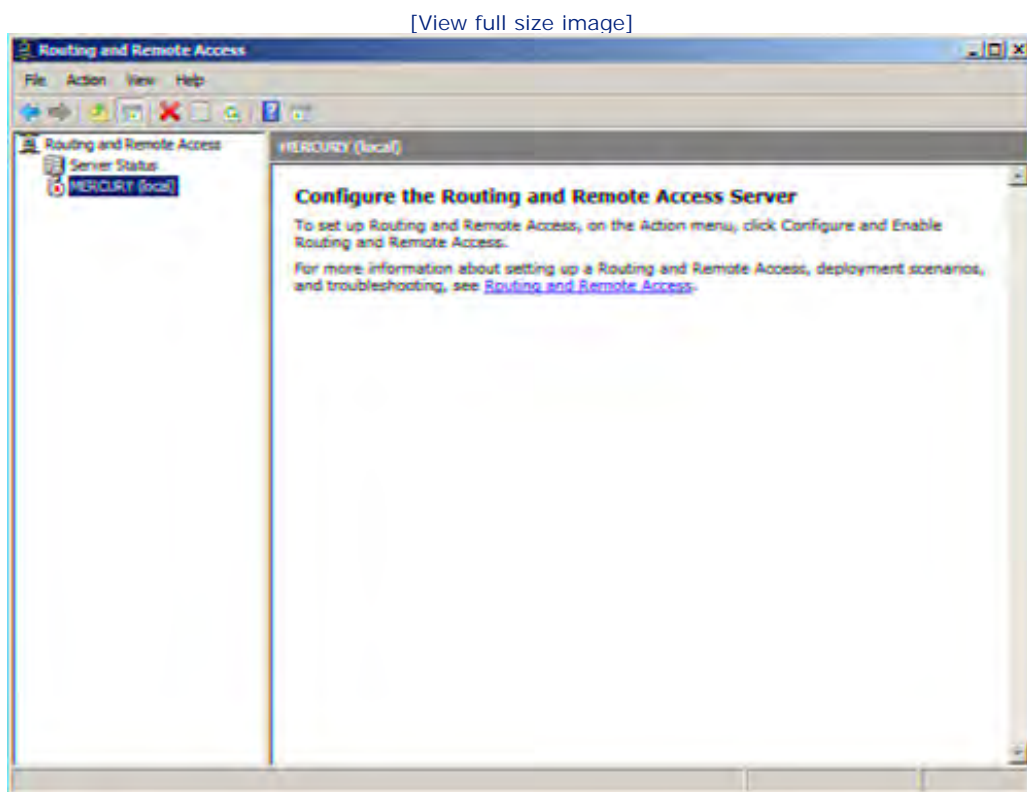 [View full size image]
Routing and Remote Access
File Action View Help
Routing and Remote Access
Server Status
MERCURY (local)
MERCURY (local)
Configure the Routing and Remote Access Server
To set up Routing and Remote Access, on the Action menu, click Configure and Enable
Routing and Remote Access.
For more information about setting up a Routing and Remote Access, deployment scenarios,
and troubleshooting, see Routing and Remote Access.